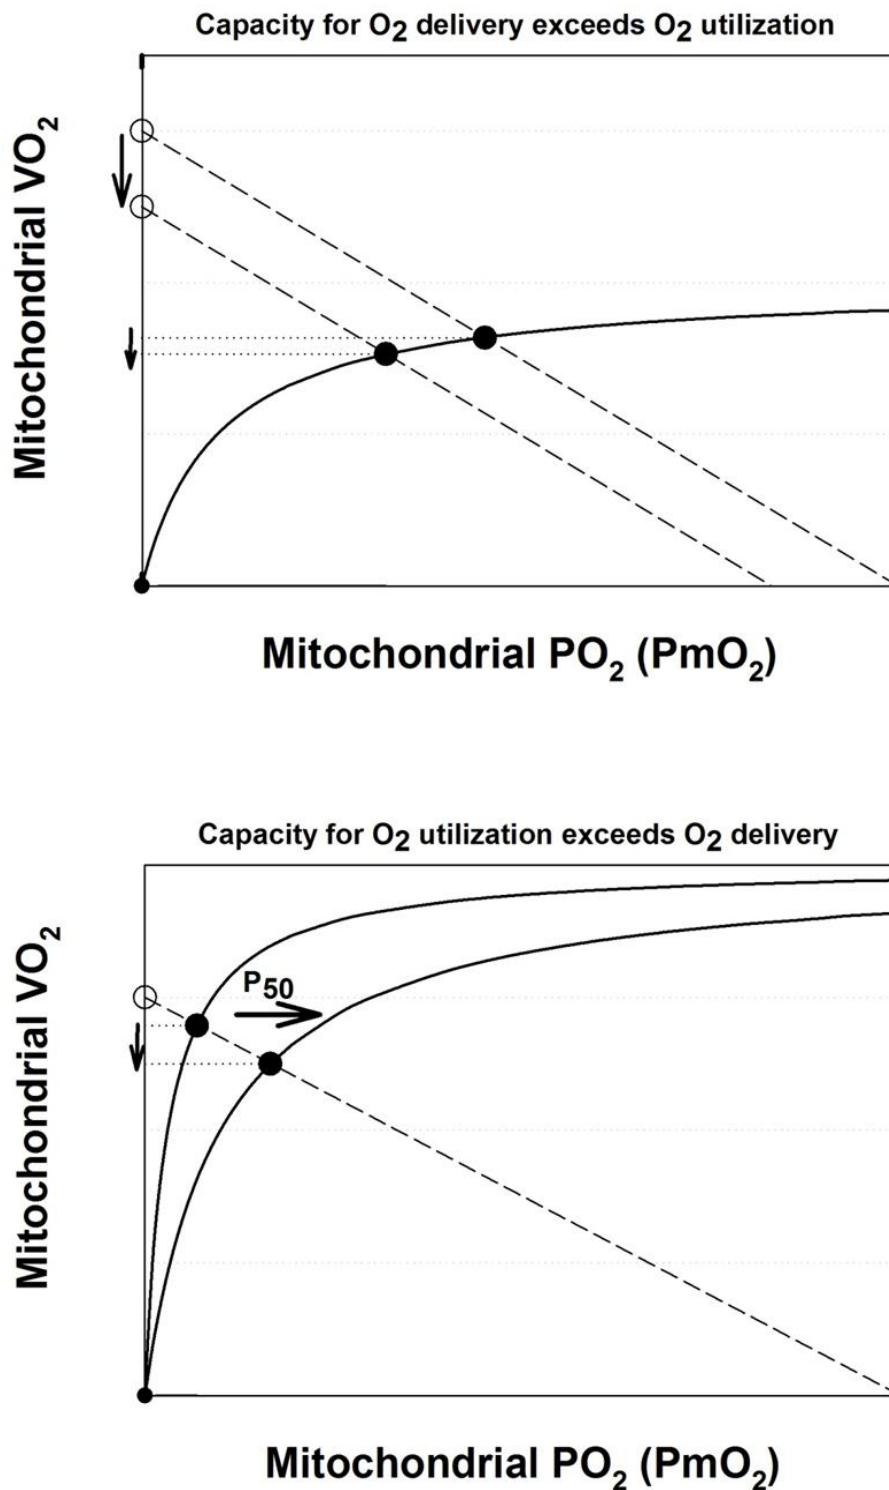 Capacity for O₂ delivery exceeds O₂ utilization
Mitochondrial VO₂
Mitochondrial PO₂ (PmO₂)
Capacity for O₂ utilization exceeds O₂ delivery
Mitochondrial VO₂
P₅₀
Mitochondrial PO₂ (PmO₂)